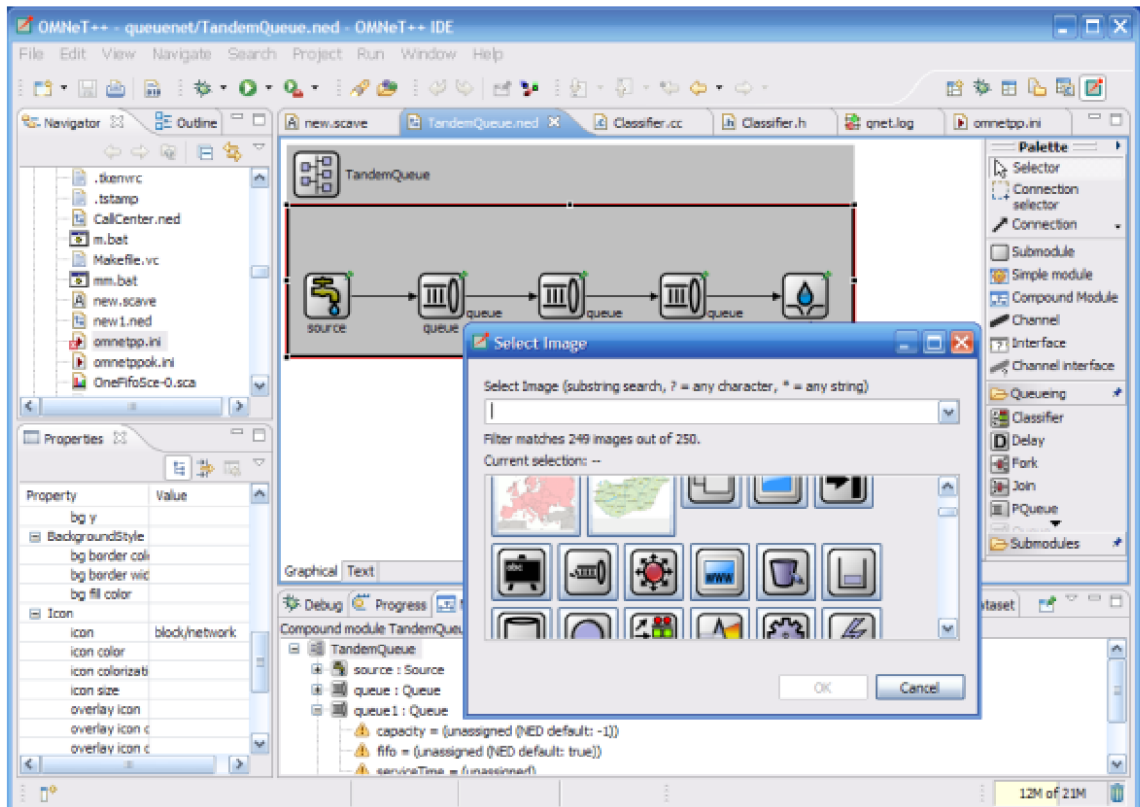 OMNeT++ - queuenet/TandemQueue.ned - OMNeT++ IDE
File Edit View Navigate Search Project Run Window Help
Navigator
Outline
new.scave
TandemQueue.ned
Classifier.cc
Classifier.h
qnet.log
omnetpp.ini
.tkenvrc
.tstamp
CallCenter.ned
m.bat
Makefile.vc
mm.bat
new.scave
new1.ned
omnetpp.ini
omnetppok.ini
OneFifoSce-0.sca
TandemQueue
source
queue
queue
queue
queue
Palette
Selector
Connection
selector
Connection
Submodule
Simple module
Compound Module
Channel
Interface
Channel interface
Queueing
Classifier
Delay
Fork
Join
PQueue
Submodules
Select Image
Select Image (substring search, ? = any character, * = any string)
Filter matches 249 images out of 250.
Current selection: --
abc
www
OK
Cancel
Properties
Property Value
bg y
BackgroundStyle
bg border colo
bg border wid
bg fill color
Icon
icon block/network
icon color
icon colorizati
icon size
overlay icon
overlay icon c
overlay icon c
Graphical Text
Debug
Progress
ataset
Compound module TandemQueu
TandemQueue
source : Source
queue : Queue
queue1 : Queue
capacity = (unassigned (NED default: -1))
fifo = (unassigned (NED default: true))
serviceTime = (unassigned)
12M of 21M